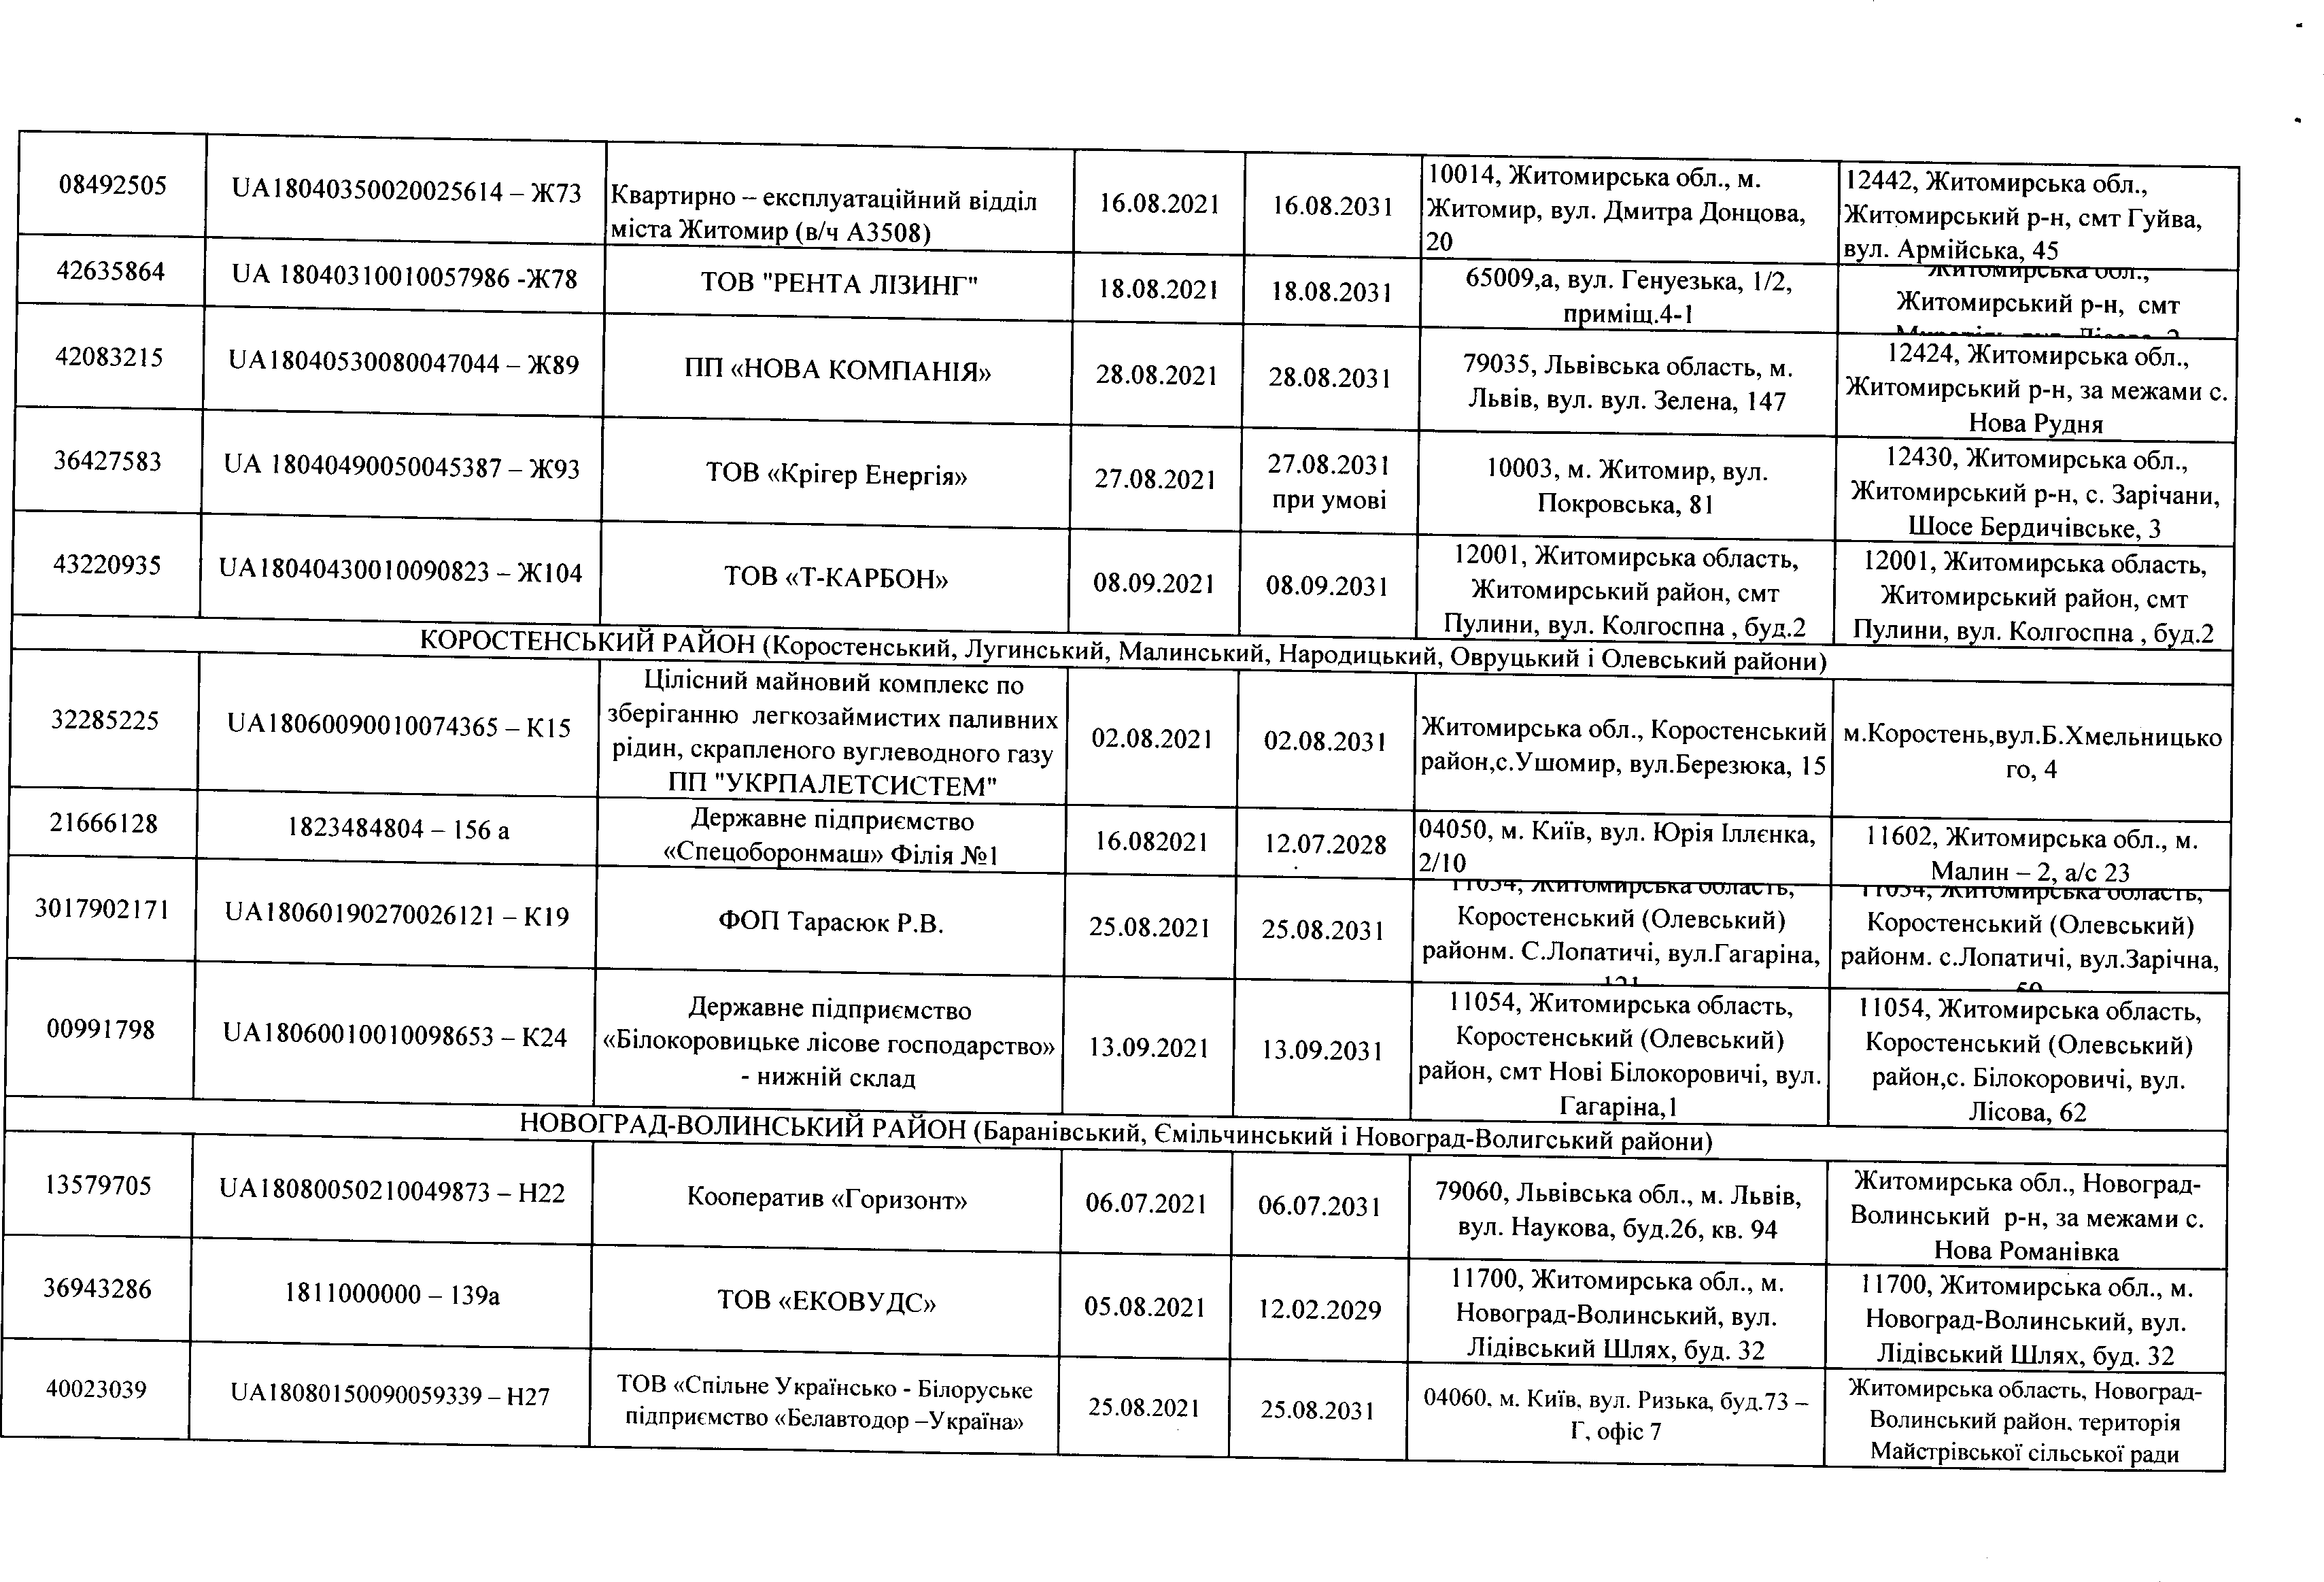 08492505
UA18040350020025614 – Ж73
Квартирно – експлуатаційний відділ
міста Житомир (в/ч А3508)
16.08.2021
16.08.2031
10014, Житомирська обл., м.
Житомир, вул. Дмитра Донцова,
20
12442, Житомирська обл.,
Житомирський р-н, смт Гуйва,
вул. Армійська, 45
42635864
UA 18040310010057986 -Ж78
ТОВ "РЕНТА ЛІЗИНГ"
18.08.2021
18.08.2031
65009,а, вул. Генуезька, 1/2,
приміщ.4-1
Житомирська обл.,
Житомирський р-н, смт
42083215
UA18040530080047044 – Ж89
ПП «НОВА КОМПАНІЯ»
28.08.2021
28.08.2031
79035, Львівська область, м.
Львів, вул. вул. Зелена, 147
12424, Житомирська обл.,
Житомирський р-н, за межами с.
Нова Рудня
36427583
UA 18040490050045387 – Ж93
ТОВ «Крігер Енергія»
27.08.2021
27.08.2031
при умові
10003, м. Житомир, вул.
Покровська, 81
12430, Житомирська обл.,
Житомирський р-н, с. Зарічани,
Шосе Бердичівське, 3
43220935
UA18040430010090823 – Ж104
ТОВ «Т-КАРБОН»
08.09.2021
08.09.2031
12001, Житомирська область,
Житомирський район, смт
Пулини, вул. Колгоспна , буд.2
12001, Житомирська область,
Житомирський район, смт
Пулини, вул. Колгоспна , буд.2
КОРОСТЕНСЬКИЙ РАЙОН (Коростенський, Лугинський, Малинський, Народицький, Овруцький і Олевський райони)
32285225
UA18060090010074365 – К15
Цілісний майновий комплекс по
зберіганню легкозаймистих паливних
рідин, скрапленого вуглеводного газу
ПП "УКРПАЛЕТСИСТЕМ"
02.08.2021
02.08.2031
Житомирська обл., Коростенський
район,с.Ушомир, вул.Березюка, 15
м.Коростень,вул.Б.Хмельницько
го, 4
21666128
1823484804 – 156 а
Державне підприємство
«Спецоборонмаш» Філія №1
16.082021
12.07.2028
04050, м. Київ, вул. Юрія Іллєнка,
2/10
11602, Житомирська обл., м.
Малин – 2, а/с 23
3017902171
UA18060190270026121 – К19
ФОП Тарасюк Р.В.
25.08.2021
25.08.2031
11054, Житомирська область,
Коростенський (Олевський)
районм. С.Лопатичі, вул.Гагаріна,
11054, Житомирська область,
Коростенський (Олевський)
районм. с.Лопатичі, вул.Зарічна,
00991798
UA18060010010098653 – К24
Державне підприємство
«Білокоровицьке лісове господарство»
- нижній склад
13.09.2021
13.09.2031
11054, Житомирська область,
Коростенський (Олевський)
район, смт Нові Білокоровичі, вул.
Гагаріна,1
11054, Житомирська область,
Коростенський (Олевський)
район,с. Білокоровичі, вул.
Лісова, 62
НОВОГРАД-ВОЛИНСЬКИЙ РАЙОН (Баранівський, Ємільчинський і Новоград-Волигський райони)
13579705
UA18080050210049873 – Н22
Кооператив «Горизонт»
06.07.2021
06.07.2031
79060, Львівська обл., м. Львів,
вул. Наукова, буд.26, кв. 94
Житомирська обл., Новоград-
Волинський р-н, за межами с.
Нова Романівка
36943286
1811000000 – 139а
ТОВ «ЕКОВУДС»
05.08.2021
12.02.2029
11700, Житомирська обл., м.
Новоград-Волинський, вул.
Лідівський Шлях, буд. 32
11700, Житомирська обл., м.
Новоград-Волинський, вул.
Лідівський Шлях, буд. 32
40023039
UA18080150090059339 – Н27
ТОВ «Спільне Українсько - Білоруське
підприємство «Белавтодор –Україна»
25.08.2021
25.08.2031
04060, м. Київ, вул. Ризька, буд.73 –
Г, офіс 7
Житомирська область, Новоград-
Волинський район, територія
Майстрівської сільської ради